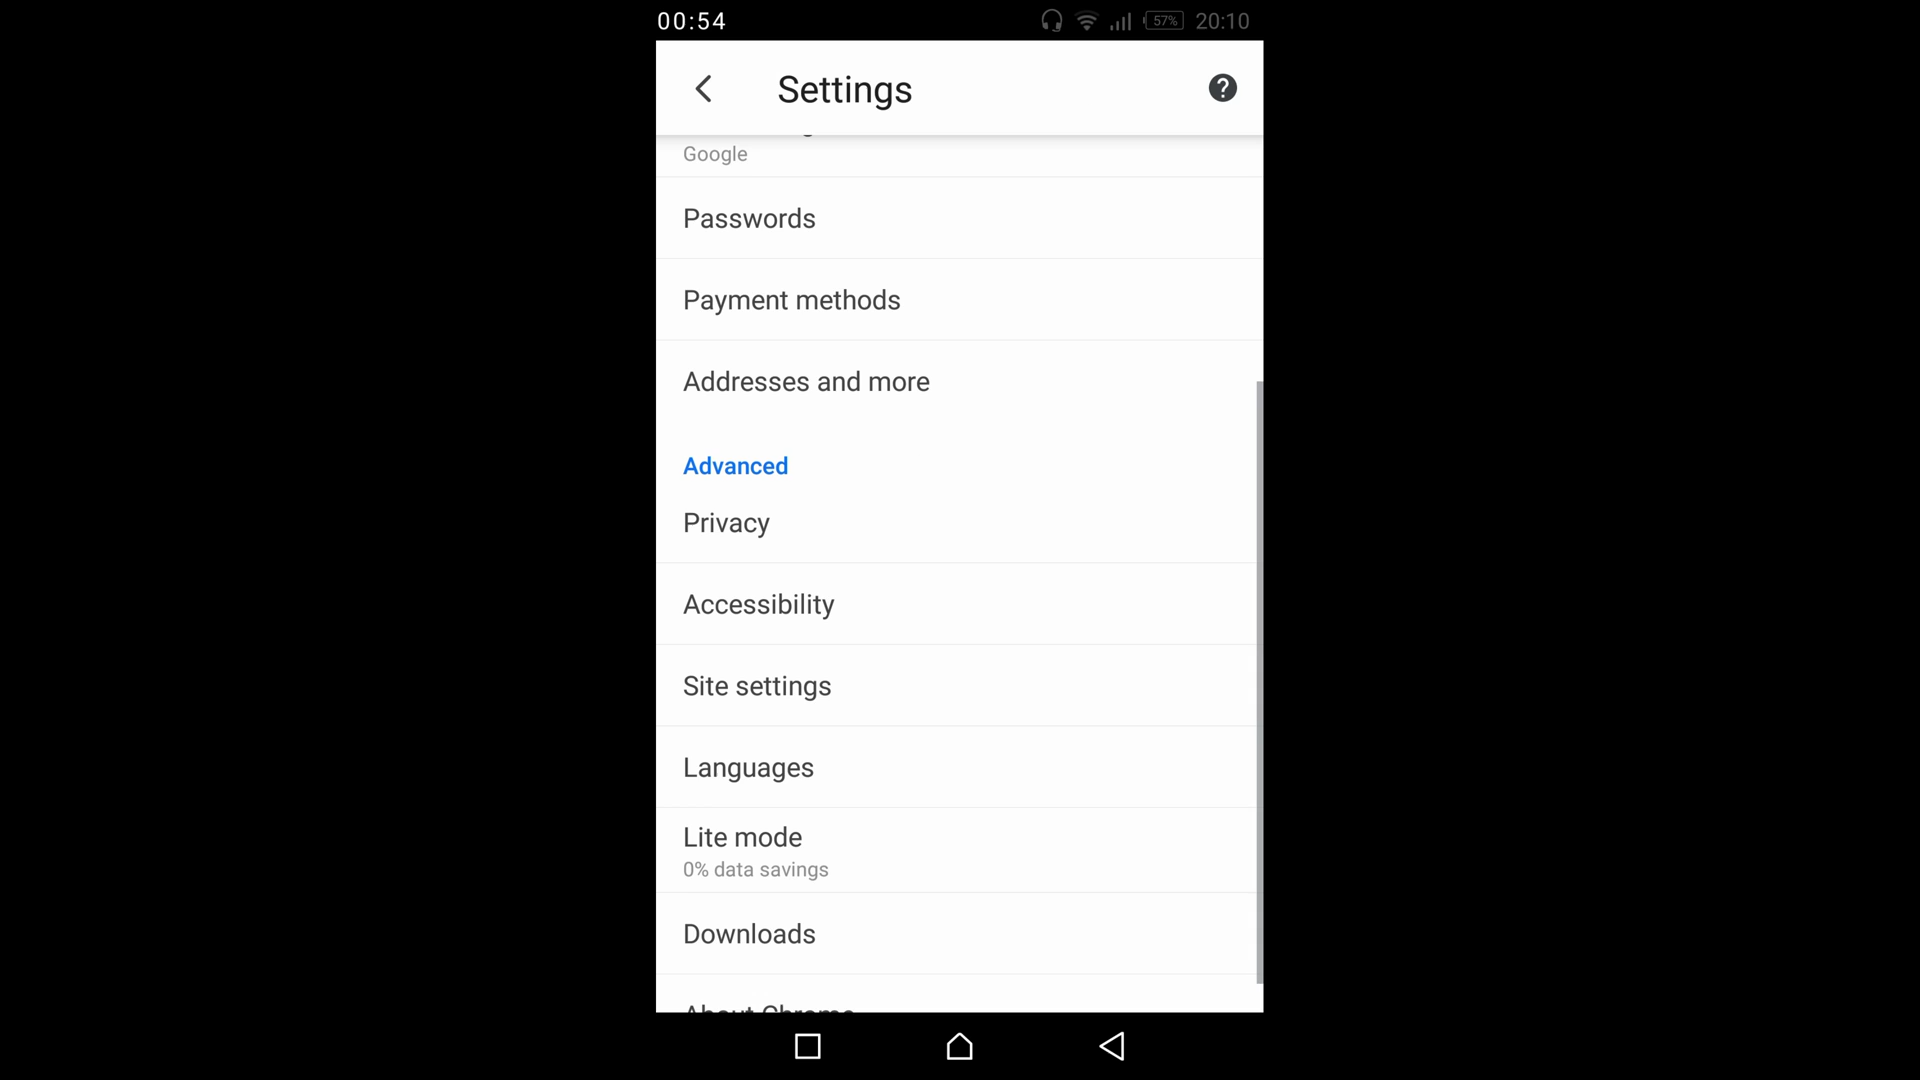 00:54
57%
20:10
Settings
Google
Passwords
Payment methods
Addresses and more
Advanced
Privacy
Accessibility
Site settings
Languages
Lite mode
0% data savings
Downloads
About Chrome